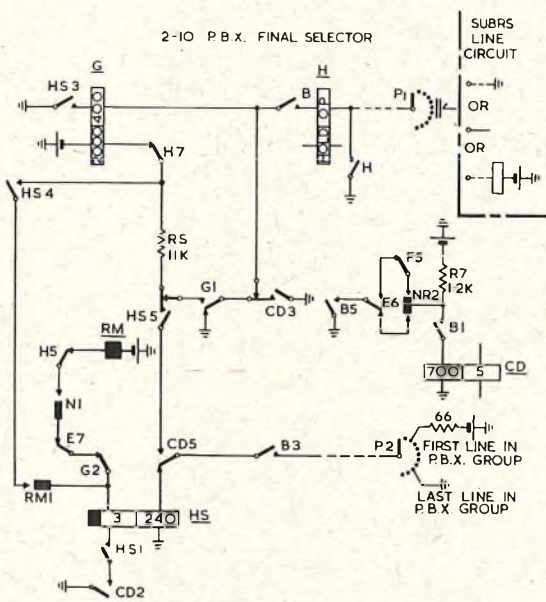 2-10 P.B.X. FINAL SELECTOR
SUBRS
LINE
CIRCUIT
G
HS3
B
H
P1
OR
OR
H7
H
HS4
R5
11K
F5
R7
1.2K
G1
CD3
B5
E6
NR2
B1
HS5
RM
H5
700
5
CD
N1
E7
G2
CD5
B3
P2
66
FIRST LINE IN
P.B.X. GROUP
RM1
LAST LINE IN
P.B.X. GROUP
3
240
HS
HS1
CD2